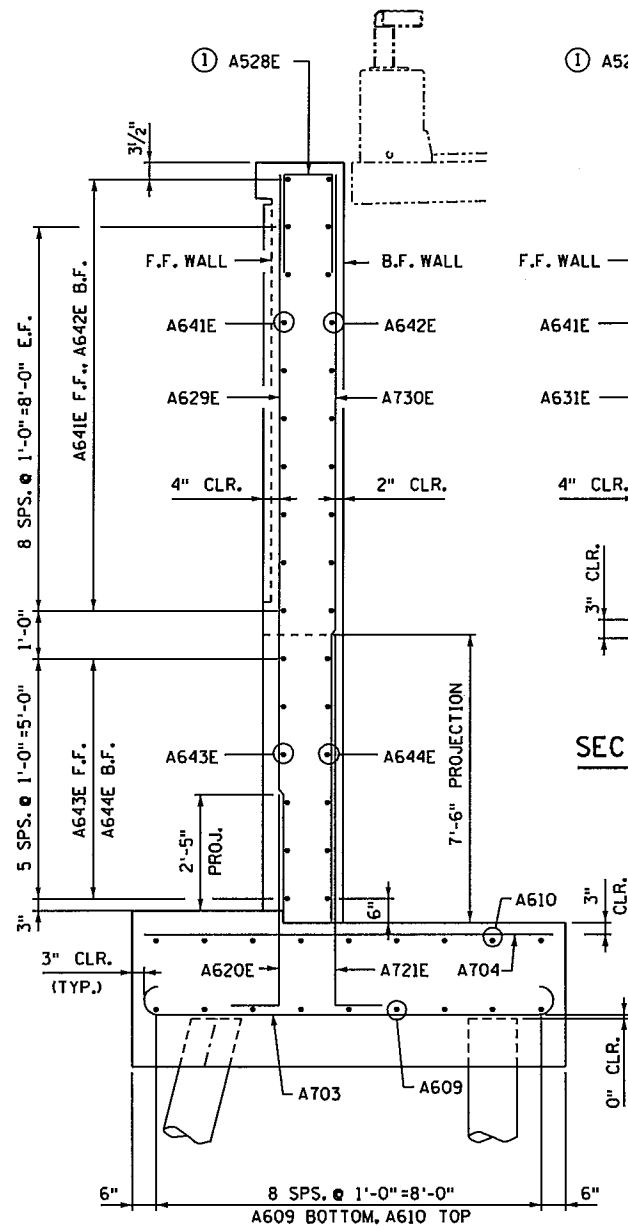 ① A528E
① A52
3½"
F.F. WALL
B.F. WALL
F.F. WALL
A641E
A642E
A641E
A629E
A730E
A631E
4" CLR.
2" CLR.
4" CLR.
8 SPS. @ 1'-0"=8'-0" E.F.
A641E F.F., A642E B.F.
3" CLR.
1'-0"
5 SPS. @ 1'-0"=5'-0"
A643E F.F.
A644E B.F.
A643E
A644E
7'-6" PROJECTION
SEC
2'-5"
PROJ.
3"
6"
A610
3"
CLR.
3" CLR.
(TYP.)
A620E
A721E
A704
A703
A609
0" CLR.
6"
8 SPS. @ 1'-0"=8'-0"
6"
A609 BOTTOM, A610 TOP